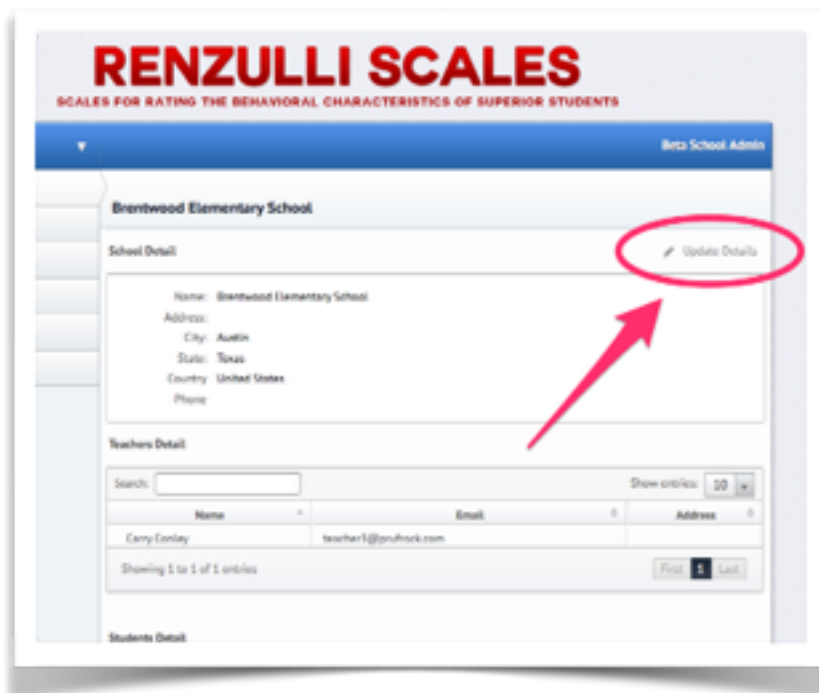 RENZULLI SCALES
SCALES FOR RATING THE BEHAVIORAL CHARACTERISTICS OF SUPERIOR STUDENTS
Beta School Admin
Brentwood Elementary School
School Detail
Update Details
Name: Brentwood Elementary School
Address:
City: Austin
State: Texas
Country United States
Phone
Teachers Detail
Search: Show entries: 10
Name Email Address
Carry Conley teacher1@prufrock.com
Showing 1 to 1 of 1 entries First 1 Last
Students Detail